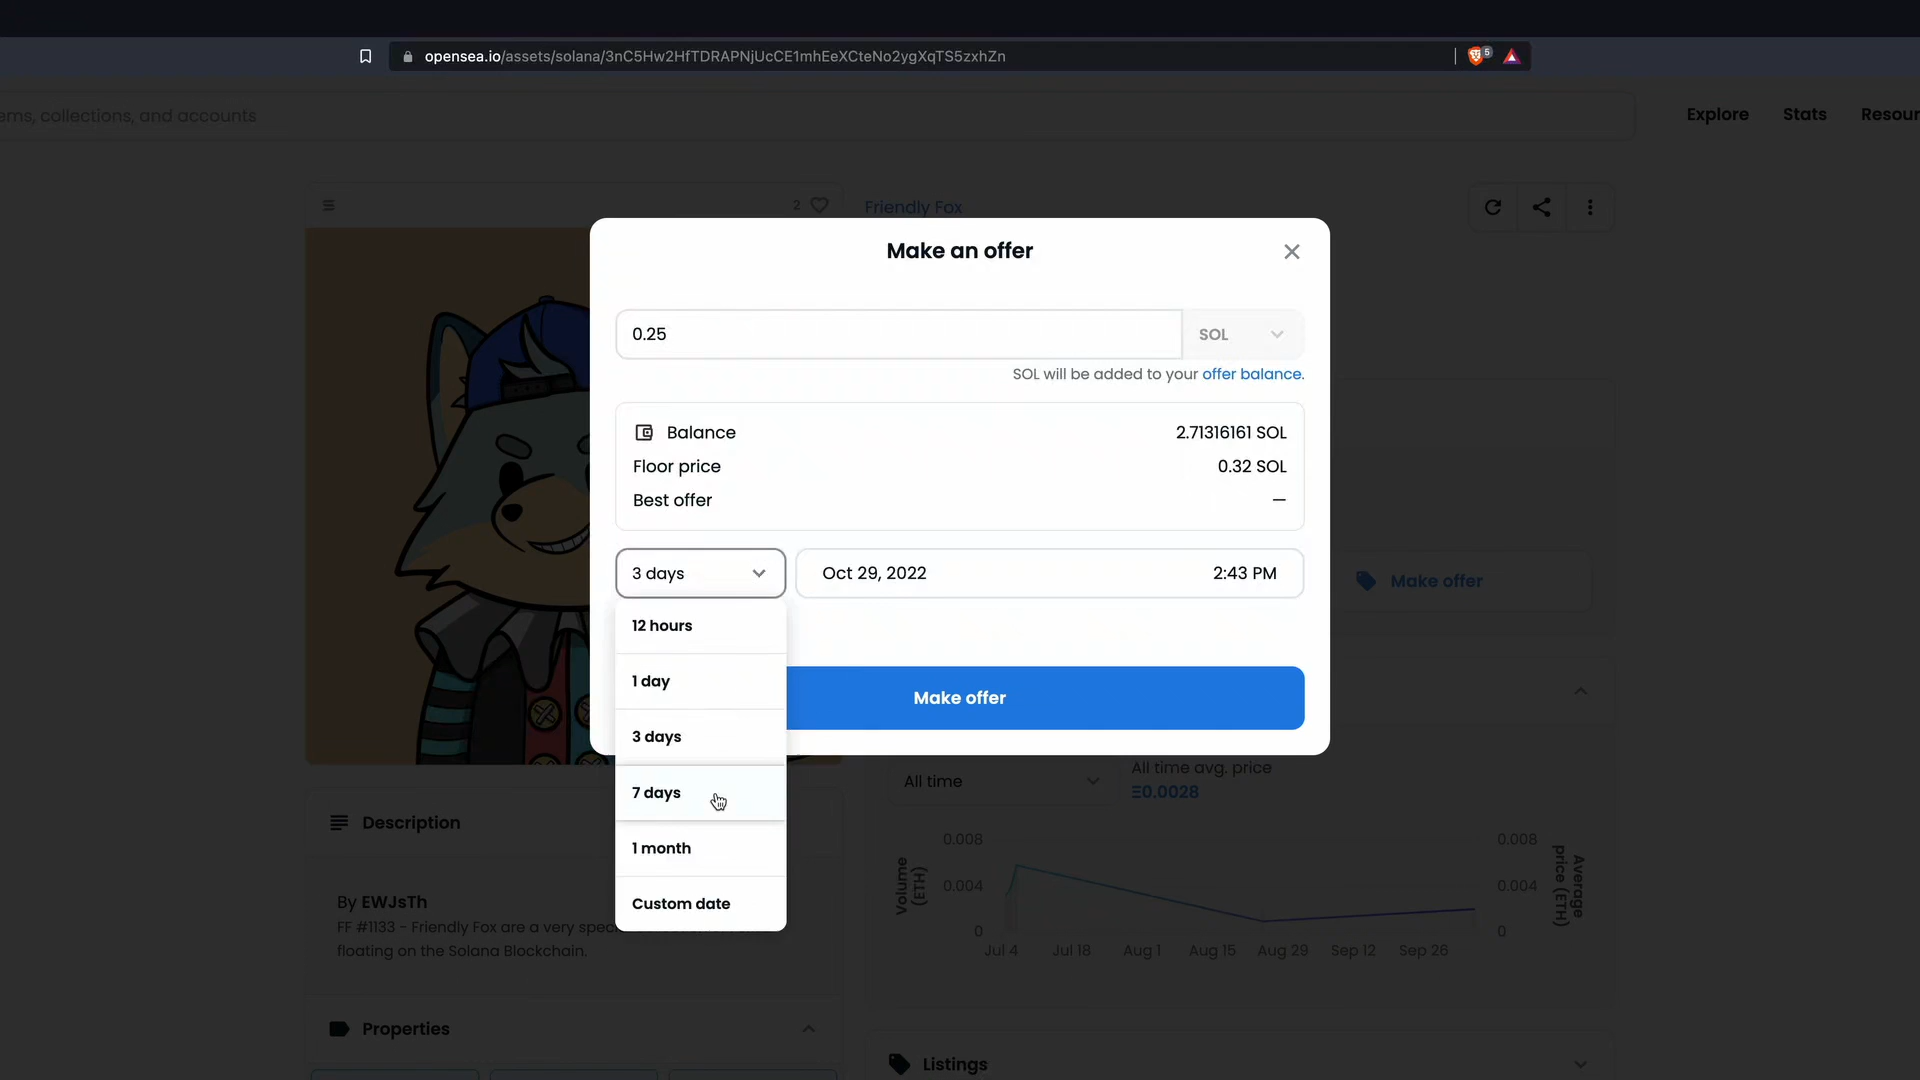 opensea.io/assets/solana/3nC5Hw2HfTDRAPNjUcCE1mhEeXCteNo2ygXqTS5zxhZn
5
ems, collections, and accounts
Explore
Stats
Resour
2
Friendly Fox
Make an offer
0.25
SOL
SOL will be added to your offer balance.
Balance
2.71316161 SOL
Floor price
0.32 SOL
Best offer
—
3 days
Oct 29, 2022
2:43 PM
12 hours
1 day
3 days
7 days
1 month
Custom date
Make offer
Make offer
All time
All time avg. price
Ξ0.0028
0.008
0.004
0
Volume (ETH)
0.008
0.004
0
Average price (ETH)
Jul 4
Jul 18
Aug 1
Aug 15
Aug 29
Sep 12
Sep 26
Description
By EWJsTh
FF #1133 - Friendly Fox are a very spec
floating on the Solana Blockchain.
Properties
Listings